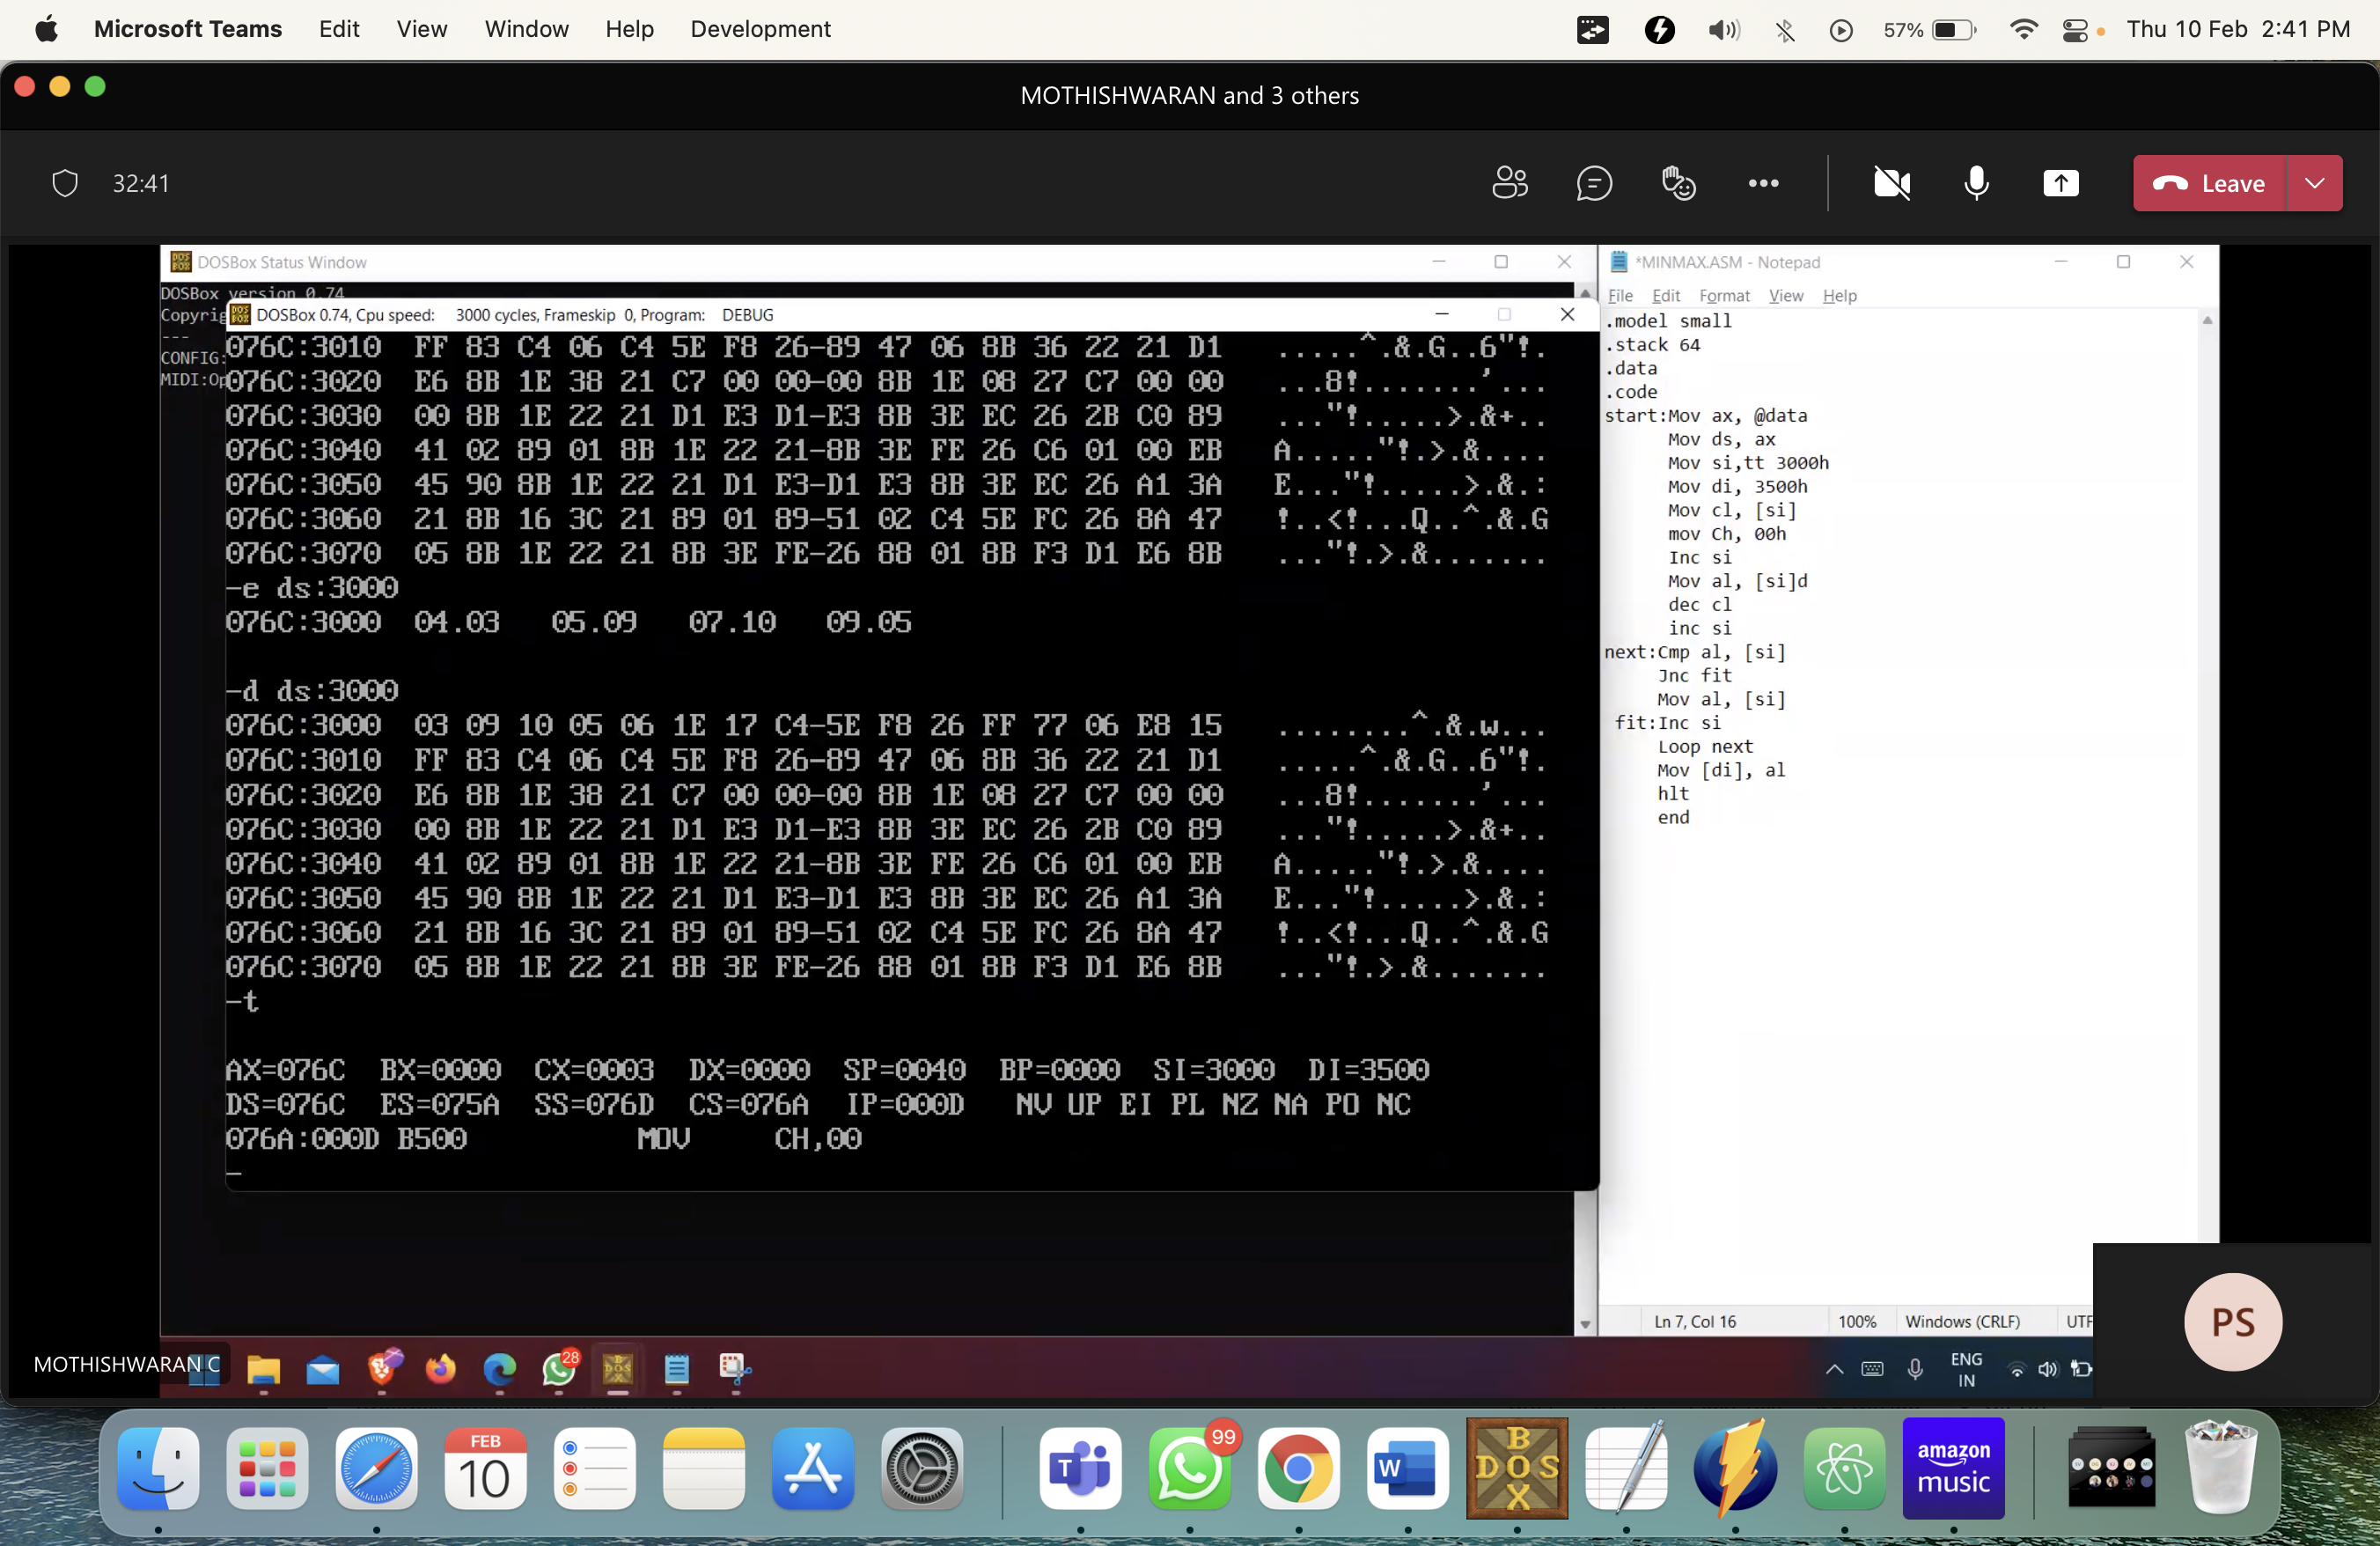 Microsoft Teams Edit View Window Help Development 57% Thu 10 Feb 2:41 PM
MOTHISHWARAN and 3 others
32:41 Leave
DOSBox Status Window
DOSBox version 0.74
Copyrig
---
CONFIG:
MIDI:Op
DOSBox 0.74, Cpu speed: 3000 cycles, Frameskip 0, Program: DEBUG
076C:3010 FF 83 C4 06 C4 5E F8 26-89 47 06 8B 36 22 21 D1 .....^.&.G..6"!.
076C:3020 E6 8B 1E 38 21 C7 00 00-00 8B 1E 08 27 C7 00 00 ...8!.......'...
076C:3030 00 8B 1E 22 21 D1 E3 D1-E3 8B 3E EC 26 2B C0 89 ..."!.....>.&+..
076C:3040 41 02 89 01 8B 1E 22 21-8B 3E FE 26 C6 01 00 EB A....."!.>.&....
076C:3050 45 90 8B 1E 22 21 D1 E3-D1 E3 8B 3E EC 26 A1 3A E..."!.....>.&.:
076C:3060 21 8B 16 3C 21 89 01 89-51 02 C4 5E FC 26 8A 47 !..<!...Q..^.&.G
076C:3070 05 8B 1E 22 21 8B 3E FE-26 88 01 8B F3 D1 E6 8B ..."!.>.&.......
-e ds:3000
076C:3000 04.03 05.09 07.10 09.05
-d ds:3000
076C:3000 03 09 10 05 06 1E 17 C4-5E F8 26 FF 77 06 E8 15 ........^.&.w...
076C:3010 FF 83 C4 06 C4 5E F8 26-89 47 06 8B 36 22 21 D1 .....^.&.G..6"!.
076C:3020 E6 8B 1E 38 21 C7 00 00-00 8B 1E 08 27 C7 00 00 ...8!.......'...
076C:3030 00 8B 1E 22 21 D1 E3 D1-E3 8B 3E EC 26 2B C0 89 ..."!.....>.&+..
076C:3040 41 02 89 01 8B 1E 22 21-8B 3E FE 26 C6 01 00 EB A....."!.>.&....
076C:3050 45 90 8B 1E 22 21 D1 E3-D1 E3 8B 3E EC 26 A1 3A E..."!.....>.&.:
076C:3060 21 8B 16 3C 21 89 01 89-51 02 C4 5E FC 26 8A 47 !..<!...Q..^.&.G
076C:3070 05 8B 1E 22 21 8B 3E FE-26 88 01 8B F3 D1 E6 8B ..."!.>.&.......
-t
AX=076C BX=0000 CX=0003 DX=0000 SP=0040 BP=0000 SI=3000 DI=3500
DS=076C ES=075A SS=076D CS=076A IP=000D NV UP EI PL NZ NA PO NC
076A:000D B500 MOV CH,00
-
*MINMAX.ASM - Notepad
File Edit Format View Help
.model small
.stack 64
.data
.code
start:Mov ax, @data
Mov ds, ax
Mov si,tt 3000h
Mov di, 3500h
Mov cl, [si]
mov Ch, 00h
Inc si
Mov al, [si]d
dec cl
inc si
next:Cmp al, [si]
Jnc fit
Mov al, [si]
fit:Inc si
Loop next
Mov [di], al
hlt
end
Ln 7, Col 16 100% Windows (CRLF) UTF
PS
MOTHISHWARAN C
28
ENG
IN
FEB
10
99
T
W
BOX
DOS
amazon
music